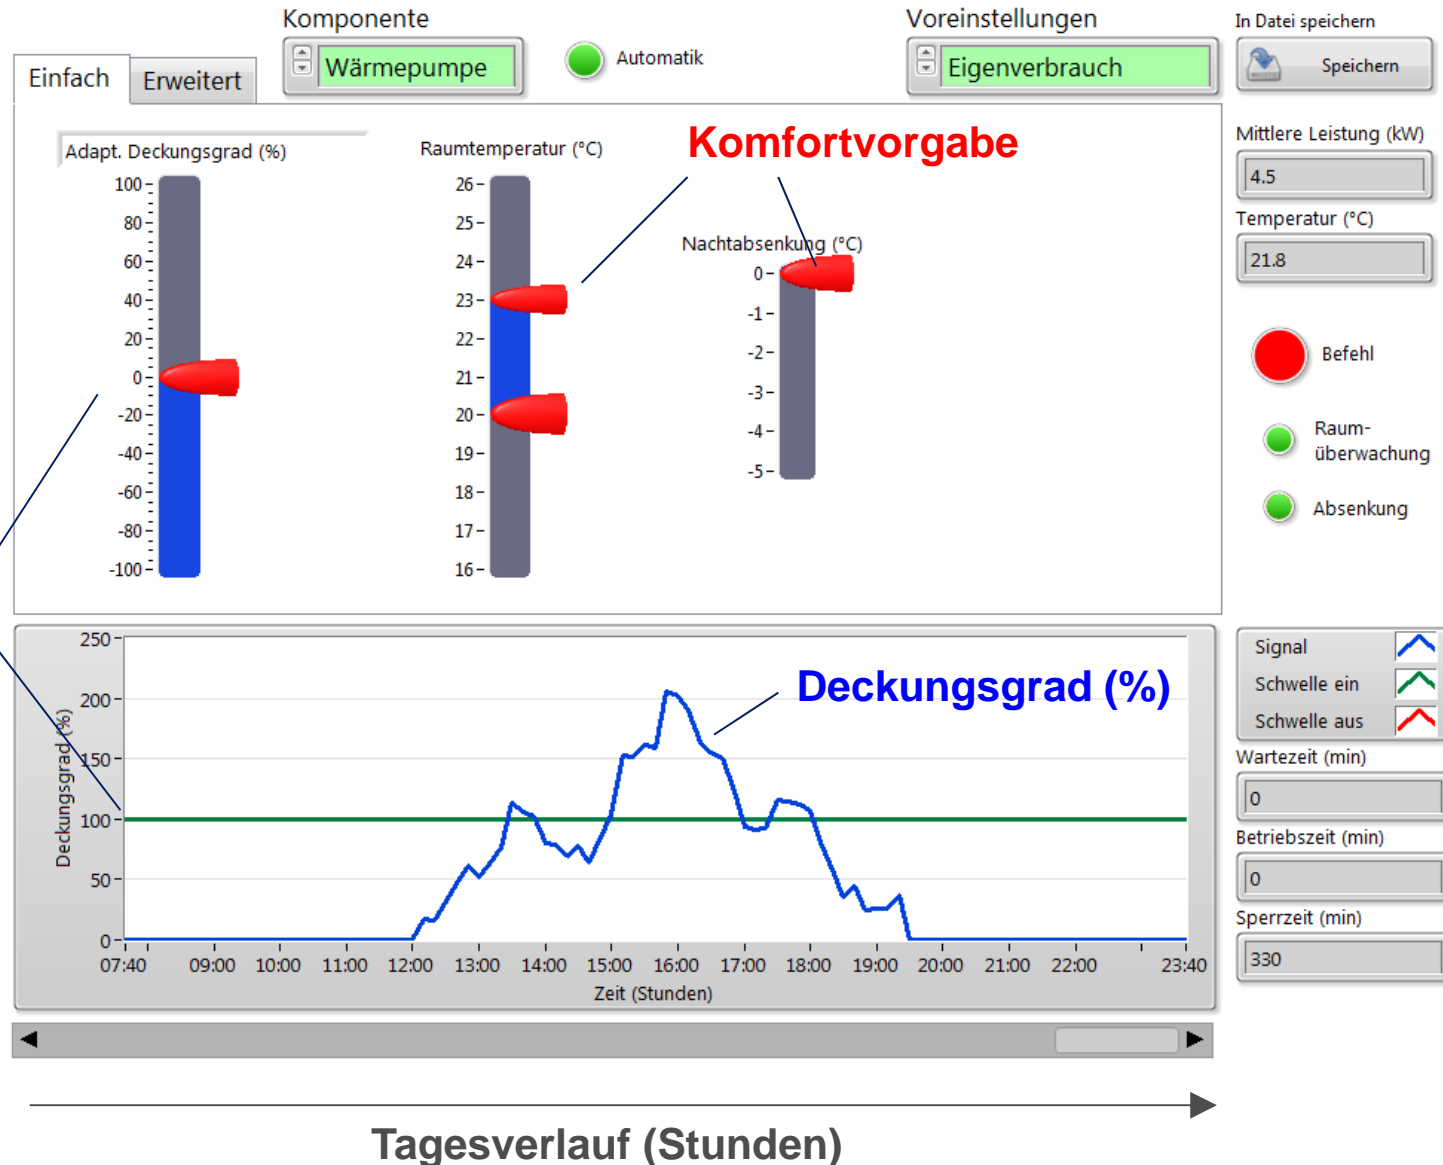 Komponente
Voreinstellungen
In Datei speichern
Einfach
Erweitert
Wärmepumpe
Automatik
Eigenverbrauch
Speichern
Komfortvorgabe
Mittlere Leistung (kW)
4.5
Temperatur (°C)
21.8
Adapt. Deckungsgrad (%)
100
80
60
40
20
0
-20
-40
-60
-80
-100
Raumtemperatur (°C)
26
25
24
23
22
21
20
19
18
17
16
Nachtabsenkung (°C)
0
-1
-2
-3
-4
-5
Befehl
Raum-
überwachung
Absenkung
Deckungsgrad (%)
Deckungsgrad (%)
250
200
150
100
50
0
07:40 09:00 10:00 11:00 12:00 13:00 14:00 15:00 16:00 17:00 18:00 19:00 20:00 21:00 22:00 23:40
Zeit (Stunden)
Signal
Schwelle ein
Schwelle aus
Wartezeit (min)
0
Betriebszeit (min)
0
Sperrzeit (min)
330
Tagesverlauf (Stunden)